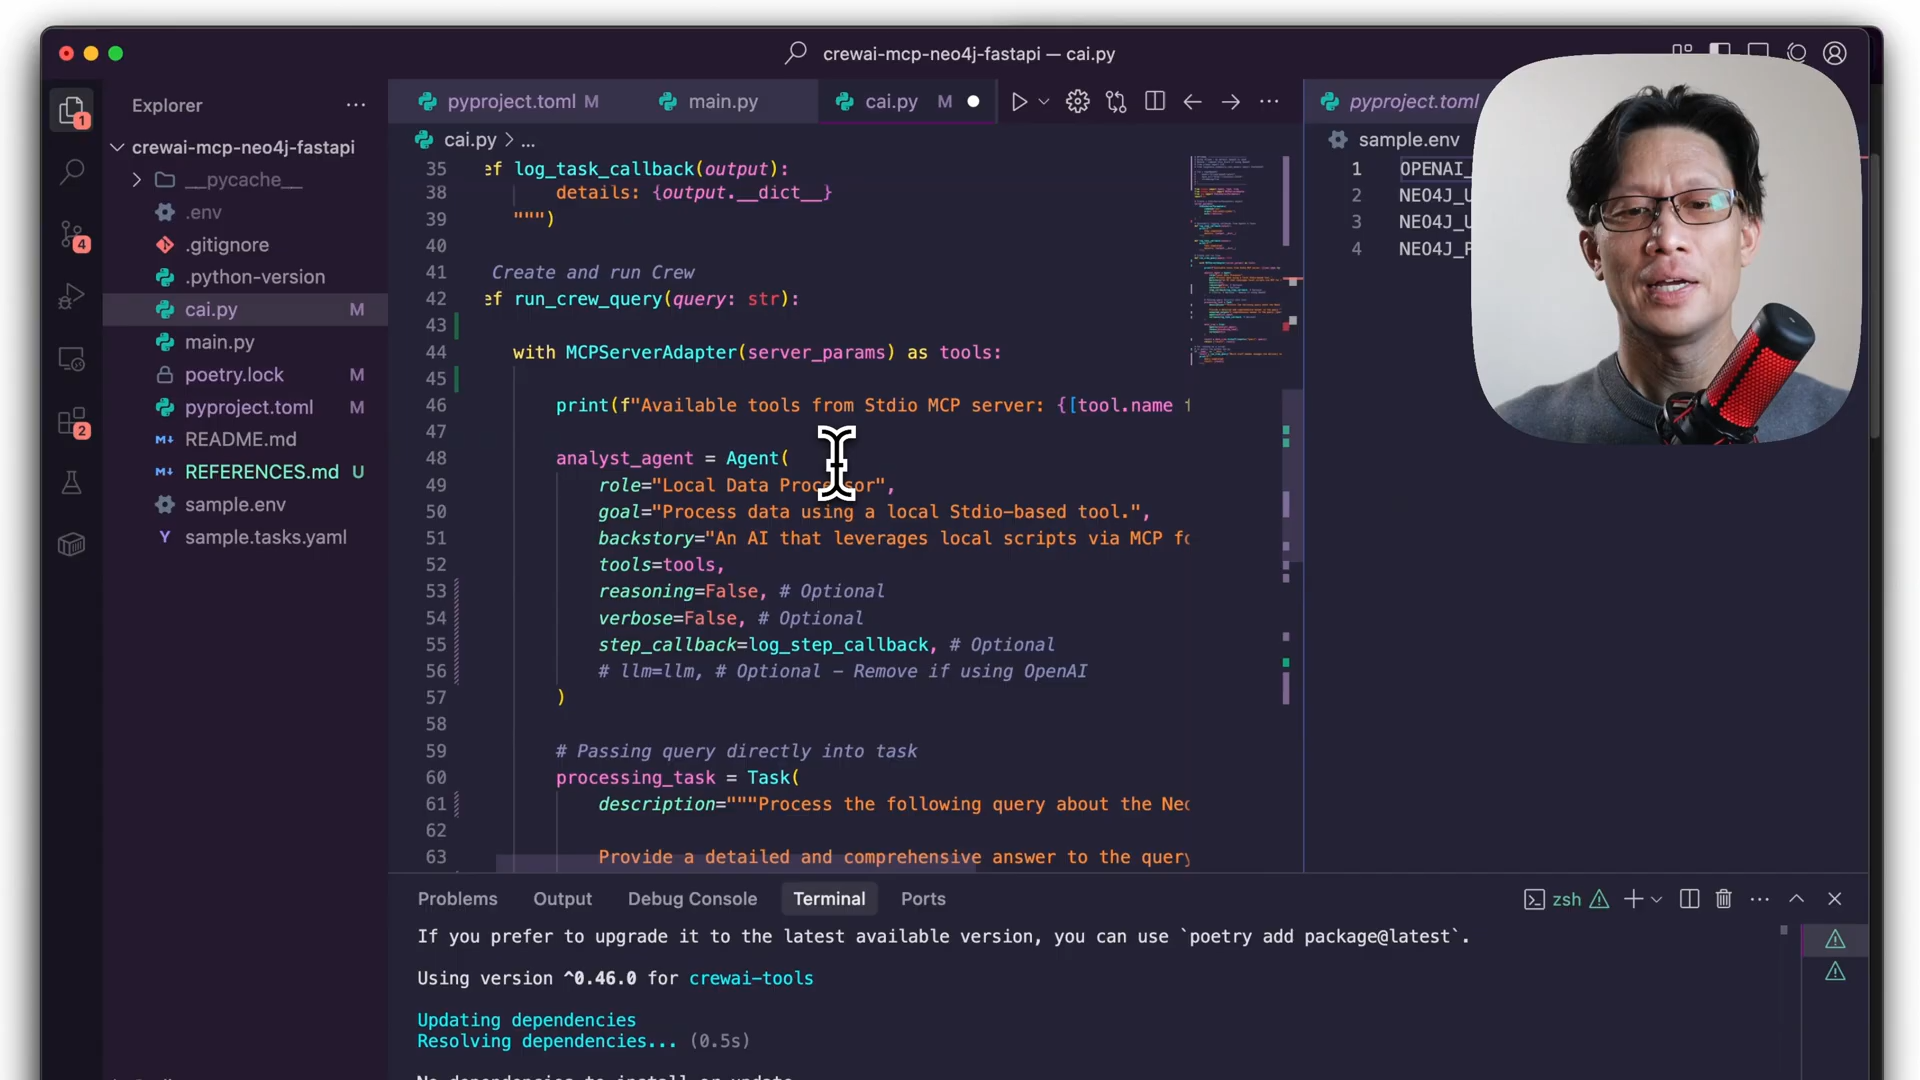 crewai-mcp-neo4j-fastapi — cai.py
Explorer
crewai-mcp-neo4j-fastapi
__pycache__
.env
.gitignore
.python-version
cai.py M
main.py
poetry.lock M
pyproject.toml M
README.md
REFERENCES.md U
sample.env
sample.tasks.yaml
1
4
2
pyproject.toml M
main.py
cai.py M
pyproject.toml
cai.py > ...
sample.env
35 ef log_task_callback(output):
38 details: {output.__dict__}
39 """)
40
41 Create and run Crew
42 ef run_crew_query(query: str):
43
44 with MCPServerAdapter(server_params) as tools:
45
46 print(f"Available tools from Stdio MCP server: {[tool.name
47
48 analyst_agent = Agent(
49 role="Local Data Processor",
50 goal="Process data using a local Stdio-based tool.",
51 backstory="An AI that leverages local scripts via MCP
52 tools=tools,
53 reasoning=False, # Optional
54 verbose=False, # Optional
55 step_callback=log_step_callback, # Optional
56 # llm=llm, # Optional – Remove if using OpenAI
57 )
58
59 # Passing query directly into task
60 processing_task = Task(
61 description="""Process the following query about the
62
63 Provide a detailed and comprehensive answer to the query
1 OPENAI_
2 NEO4J_U
3 NEO4J_U
4 NEO4J_
Problems Output Debug Console Terminal Ports
zsh
If you prefer to upgrade it to the latest available version, you can use `poetry add package@latest`.
Using version ^0.46.0 for crewai-tools
Updating dependencies
Resolving dependencies... (0.5s)
No dependencies to install or update